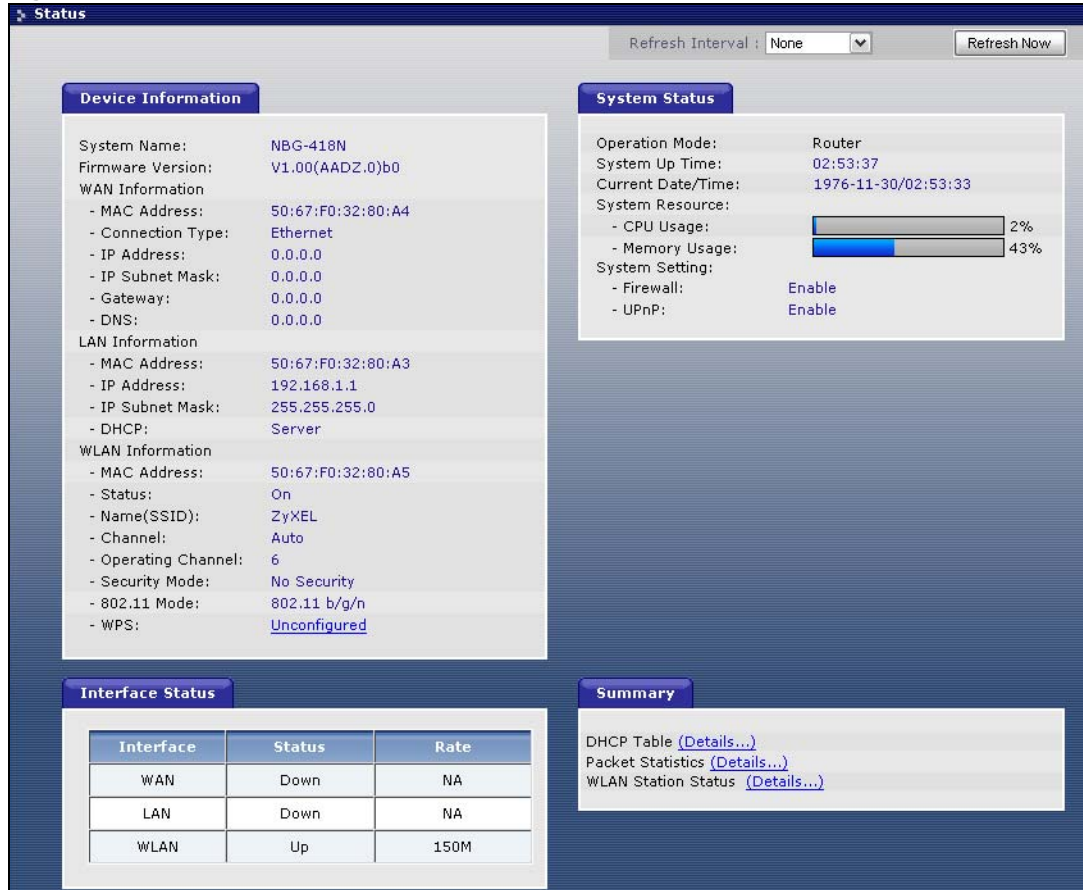 Status
Refresh Interval : None Refresh Now
Device Information
System Name: NBG-418N
Firmware Version: V1.00(AADZ.0)b0
WAN Information
- MAC Address: 50:67:F0:32:80:A4
- Connection Type: Ethernet
- IP Address: 0.0.0.0
- IP Subnet Mask: 0.0.0.0
- Gateway: 0.0.0.0
- DNS: 0.0.0.0
LAN Information
- MAC Address: 50:67:F0:32:80:A3
- IP Address: 192.168.1.1
- IP Subnet Mask: 255.255.255.0
- DHCP: Server
WLAN Information
- MAC Address: 50:67:F0:32:80:A5
- Status: On
- Name(SSID): ZyXEL
- Channel: Auto
- Operating Channel: 6
- Security Mode: No Security
- 802.11 Mode: 802.11 b/g/n
- WPS: Unconfigured
System Status
Operation Mode: Router
System Up Time: 02:53:37
Current Date/Time: 1976-11-30/02:53:33
System Resource:
- CPU Usage: 2%
- Memory Usage: 43%
System Setting:
- Firewall: Enable
- UPnP: Enable
Interface Status
Interface Status Rate
WAN Down NA
LAN Down NA
WLAN Up 150M
Summary
DHCP Table (Details...)
Packet Statistics (Details...)
WLAN Station Status (Details...)